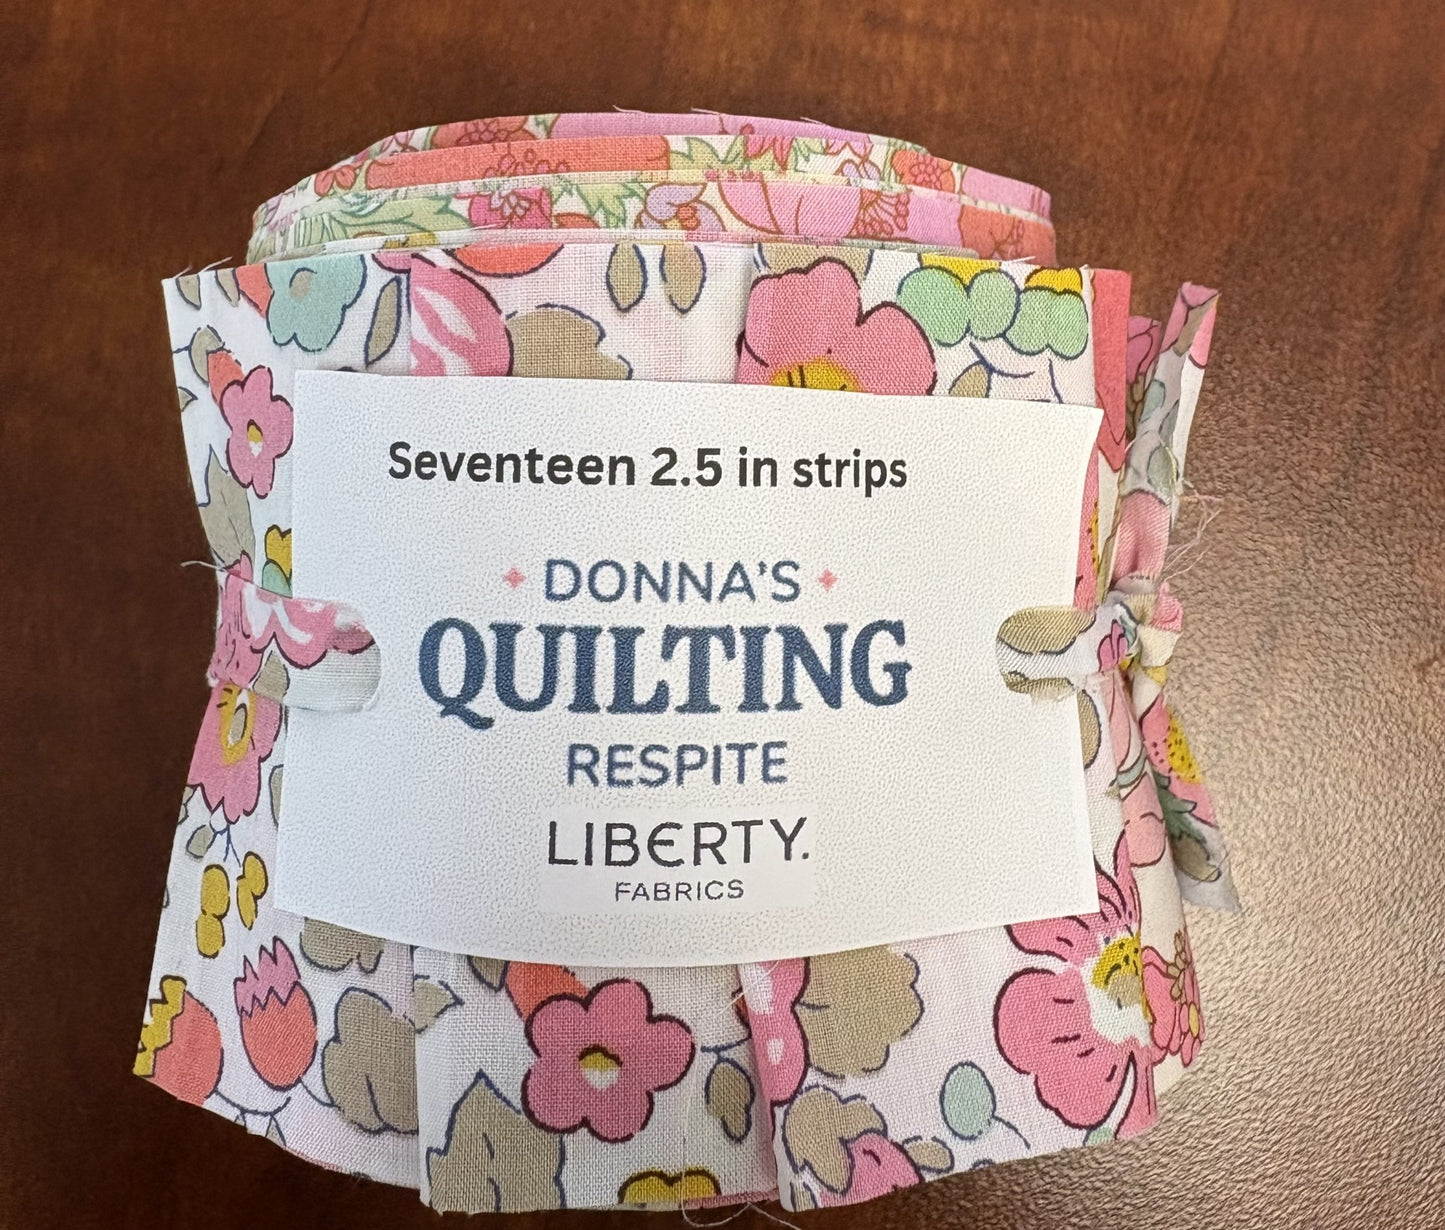 Seventeen 2.5 in strips
DONNA'S
QUILTING
RESPITE
LIBERTY.
FABRICS